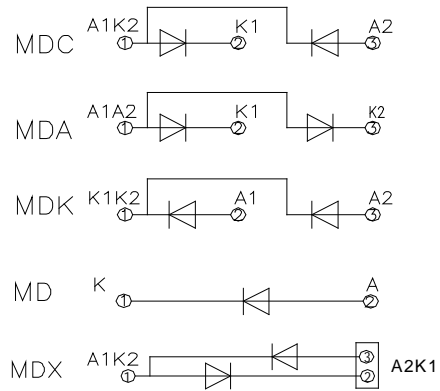 MDC A1K2 K1 A2
1 2 3
MDA A1A2 K1 K2
1 2 3
MDK K1K2 A1 A2
1 2 3
MD K A
1 2
MDX A1K2 3 A2K1
1 2